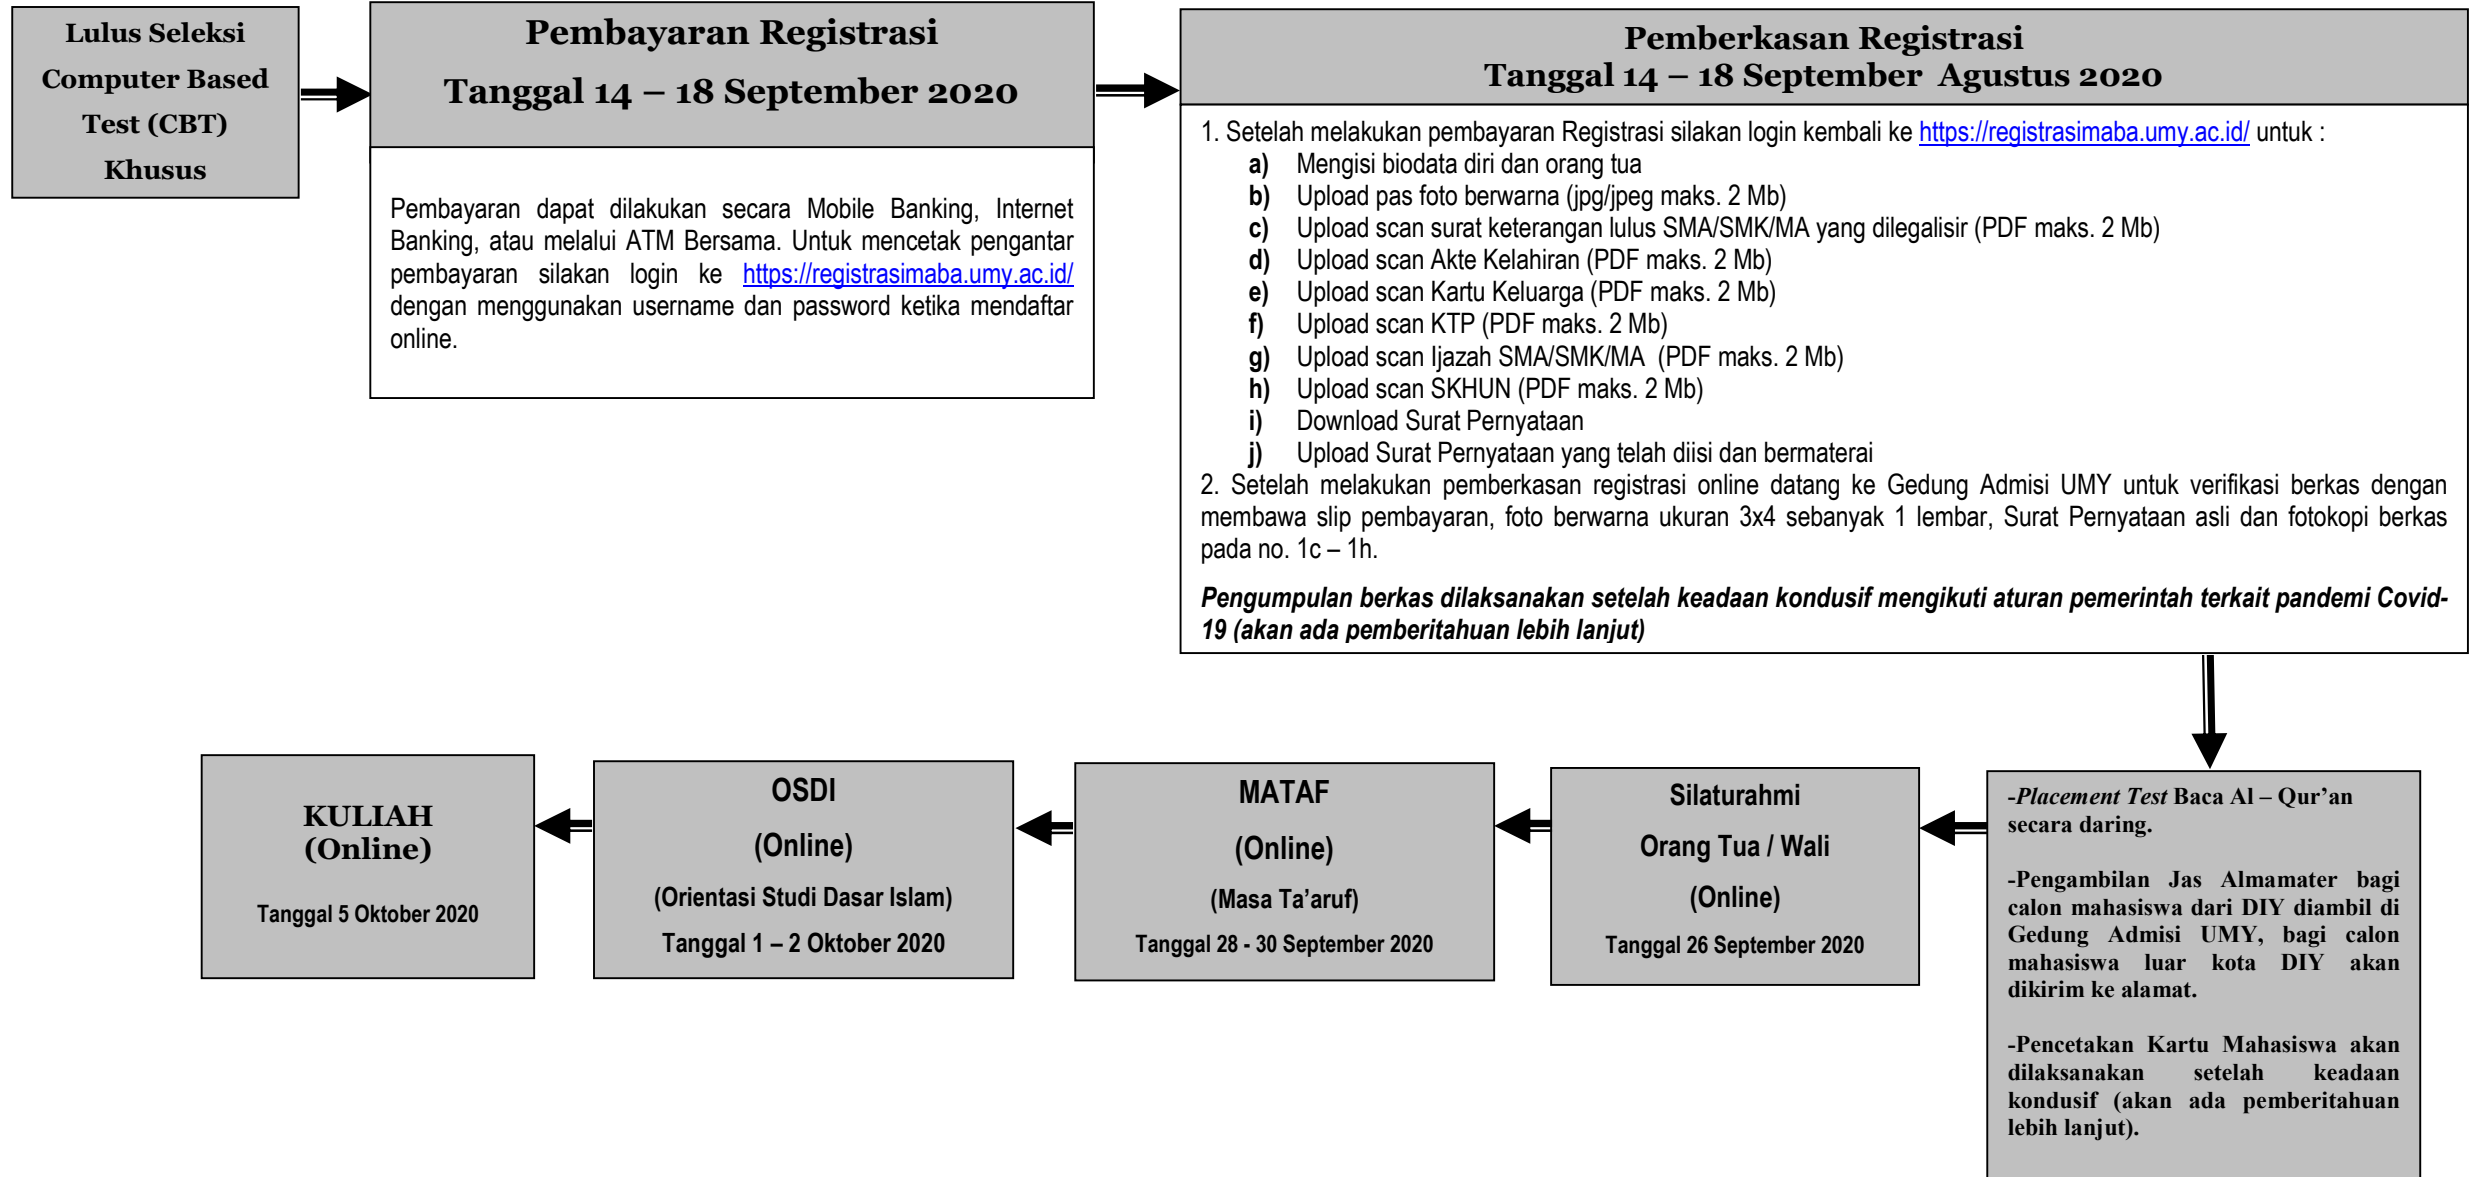 Lulus Seleksi
Computer Based
Test (CBT)
Khusus
Pembayaran Registrasi
Tanggal 14 – 18 September 2020
Pembayaran dapat dilakukan secara Mobile Banking, Internet
Banking, atau melalui ATM Bersama. Untuk mencetak pengantar
pembayaran silakan login ke https://registrasimaba.umy.ac.id/
dengan menggunakan username dan password ketika mendaftar
online.
Pemberkasan Registrasi
Tanggal 14 – 18 September Agustus 2020
1. Setelah melakukan pembayaran Registrasi silakan login kembali ke https://registrasimaba.umy.ac.id/ untuk :
a) Mengisi biodata diri dan orang tua
b) Upload pas foto berwarna (jpg/jpeg maks. 2 Mb)
c) Upload scan surat keterangan lulus SMA/SMK/MA yang dilegalisir (PDF maks. 2 Mb)
d) Upload scan Akte Kelahiran (PDF maks. 2 Mb)
e) Upload scan Kartu Keluarga (PDF maks. 2 Mb)
f) Upload scan KTP (PDF maks. 2 Mb)
g) Upload scan Ijazah SMA/SMK/MA (PDF maks. 2 Mb)
h) Upload scan SKHUN (PDF maks. 2 Mb)
i) Download Surat Pernyataan
j) Upload Surat Pernyataan yang telah diisi dan bermaterai
2. Setelah melakukan pemberkasan registrasi online datang ke Gedung Admisi UMY untuk verifikasi berkas dengan
membawa slip pembayaran, foto berwarna ukuran 3x4 sebanyak 1 lembar, Surat Pernyataan asli dan fotokopi berkas
pada no. 1c – 1h.
Pengumpulan berkas dilaksanakan setelah keadaan kondusif mengikuti aturan pemerintah terkait pandemi Covid-
19 (akan ada pemberitahuan lebih lanjut)
-Placement Test Baca Al – Qur’an
secara daring.
-Pengambilan Jas Almamater bagi
calon mahasiswa dari DIY diambil di
Gedung Admisi UMY, bagi calon
mahasiswa luar kota DIY akan
dikirim ke alamat.
-Pencetakan Kartu Mahasiswa akan
dilaksanakan setelah keadaan
kondusif (akan ada pemberitahuan
lebih lanjut).
Silaturahmi
Orang Tua / Wali
(Online)
Tanggal 26 September 2020
MATAF
(Online)
(Masa Ta’aruf)
Tanggal 28 - 30 September 2020
OSDI
(Online)
(Orientasi Studi Dasar Islam)
Tanggal 1 – 2 Oktober 2020
KULIAH
(Online)
Tanggal 5 Oktober 2020